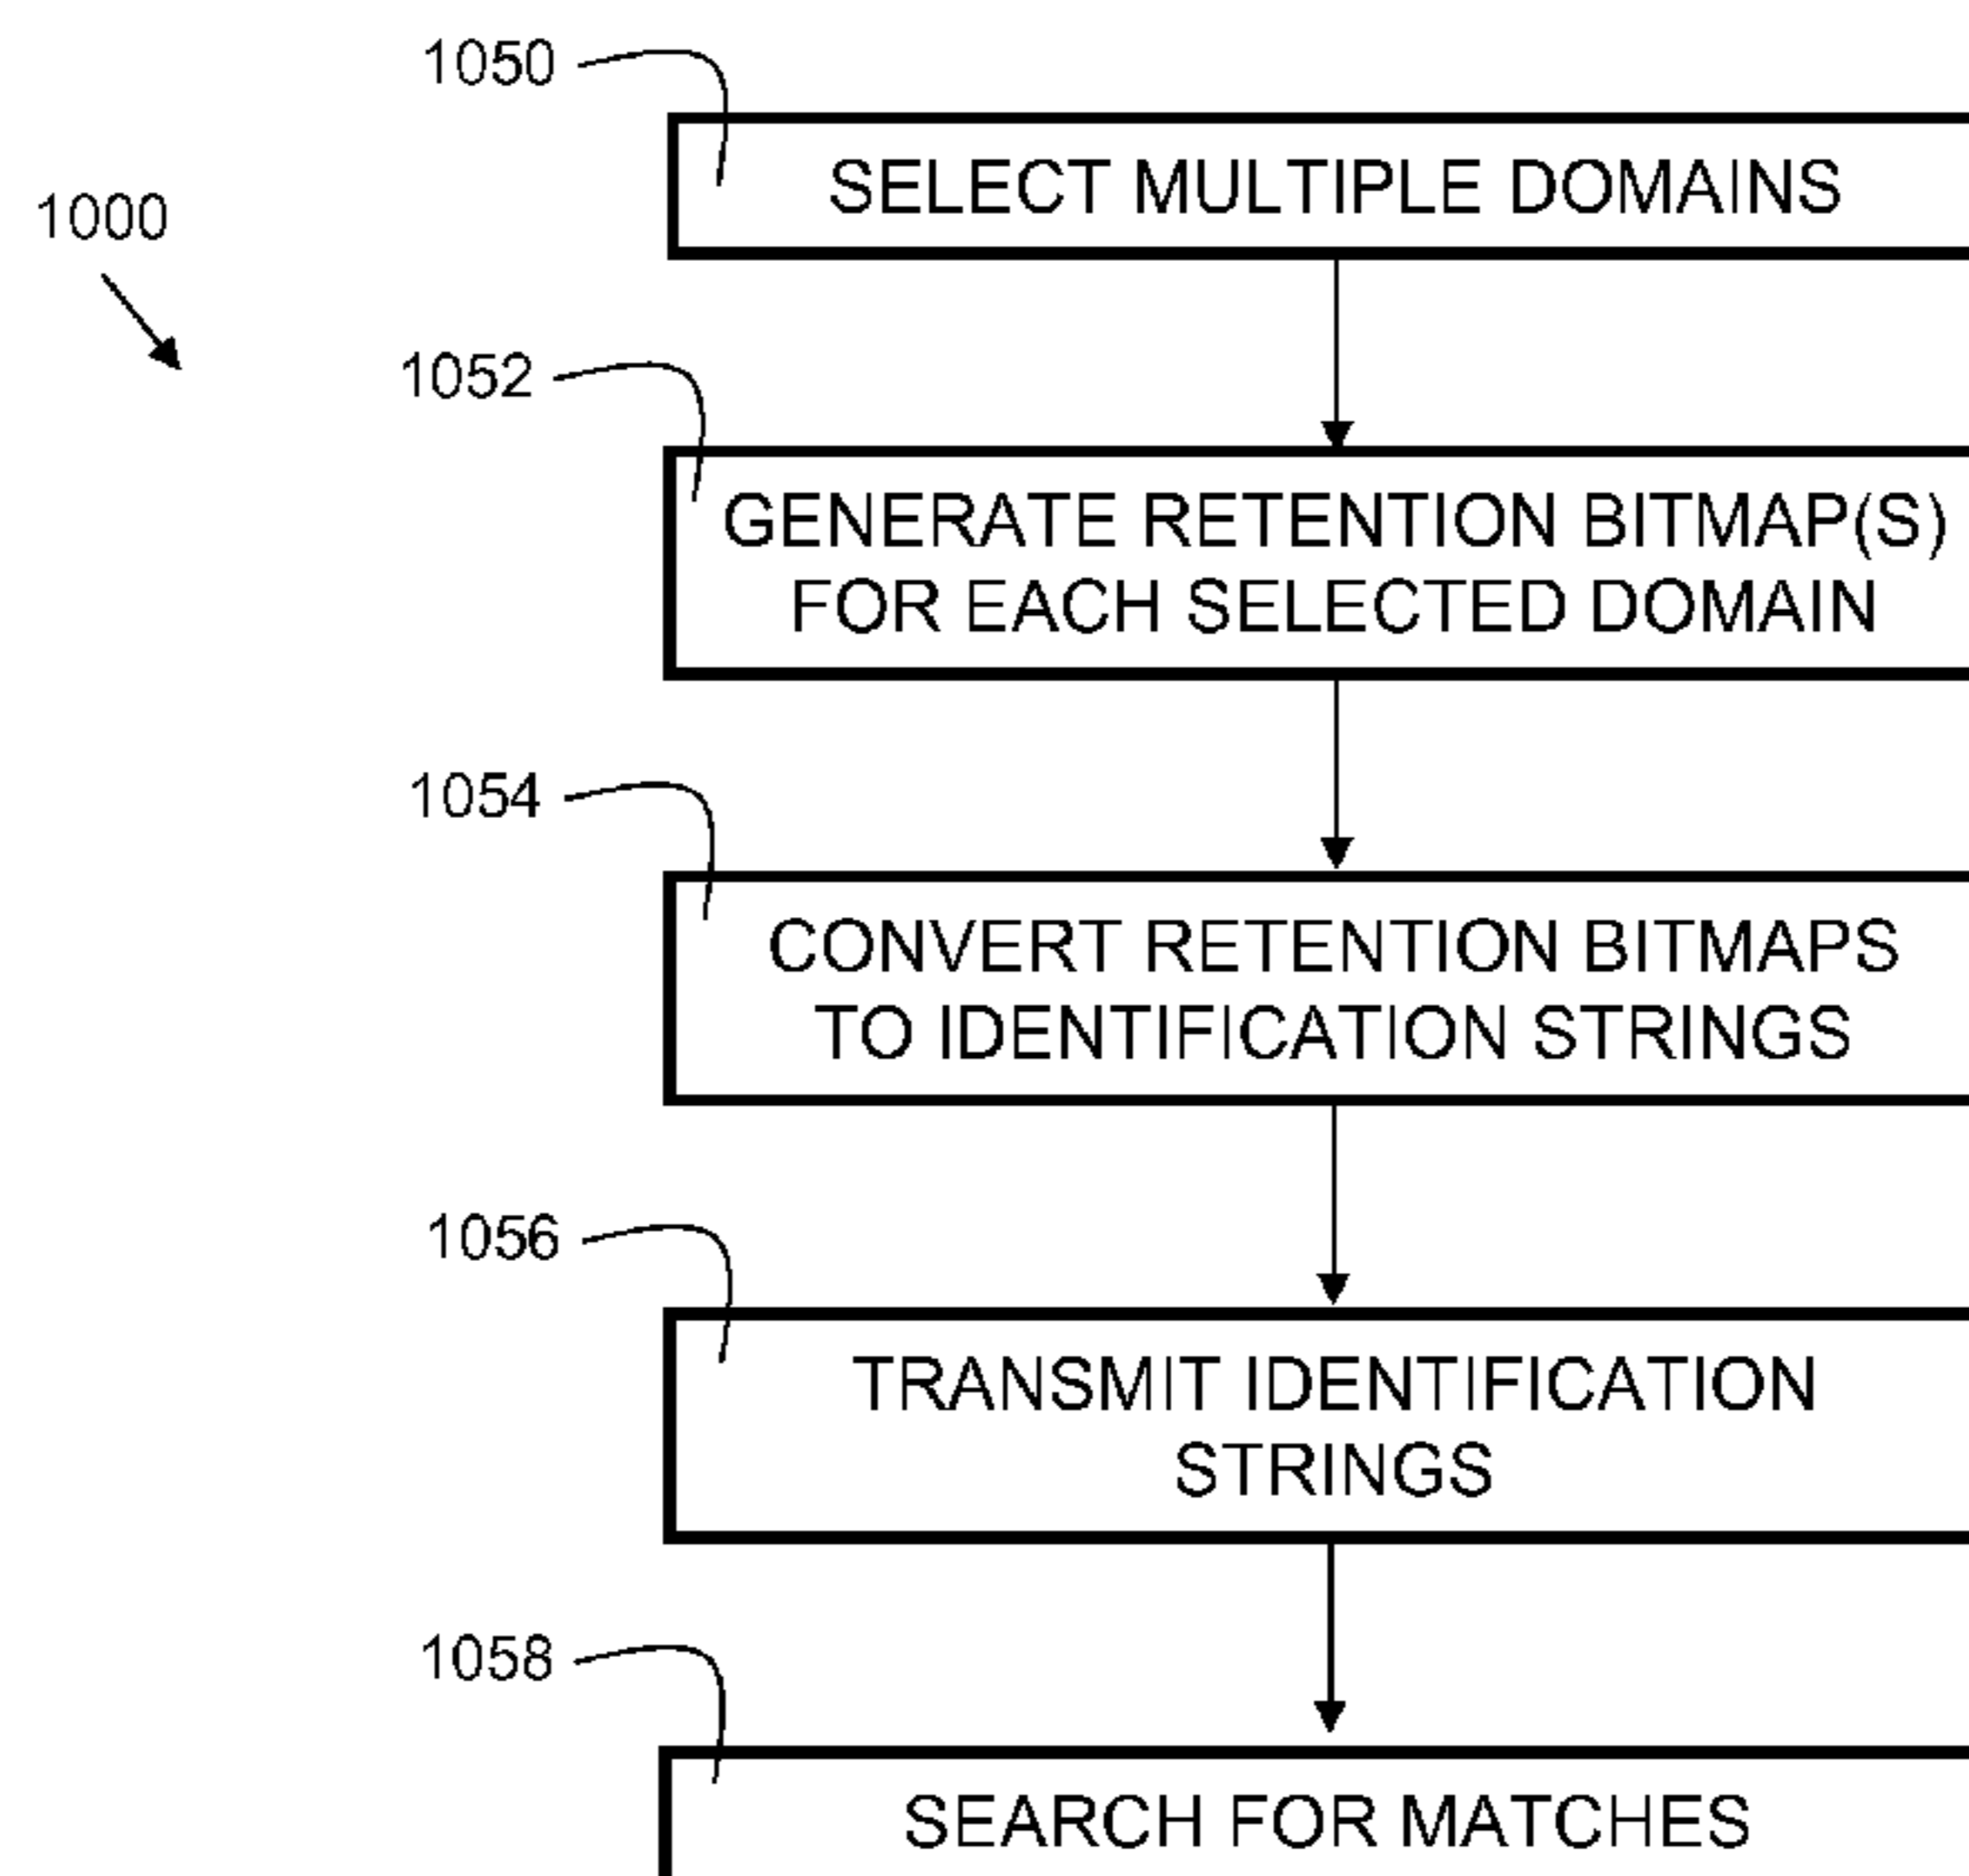 1050
SELECT MULTIPLE DOMAINS
1000
1052
GENERATE RETENTION BITMAP(S)
FOR EACH SELECTED DOMAIN
1054
CONVERT RETENTION BITMAPS
TO IDENTIFICATION STRINGS
1056
TRANSMIT IDENTIFICATION
STRINGS
1058
SEARCH FOR MATCHES